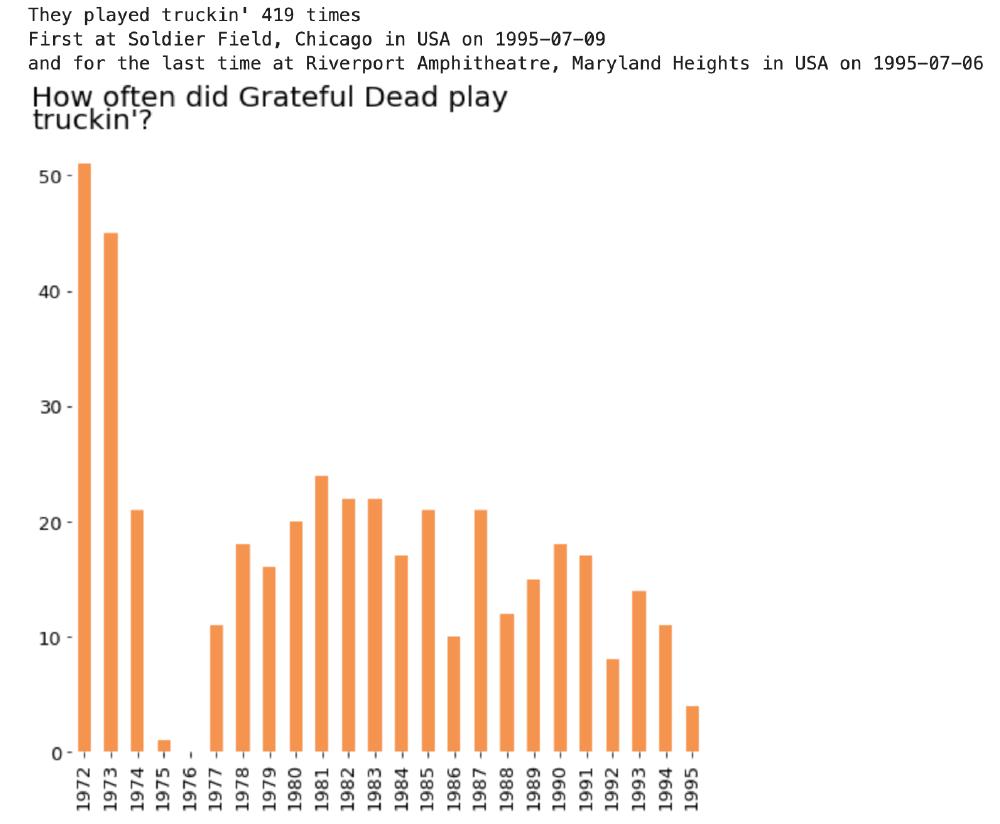 They played truckin' 419 times
First at Soldier Field, Chicago in USA on 1995-07-09
and for the last time at Riverport Amphitheatre, Maryland Heights in USA on 1995-07-06
How often did Grateful Dead play
truckin'?
50
40
30
20
10
0
1972 1973 1974 1975 1976 1977 1978 1979 1980 1981 1982 1983 1984 1985 1986 1987 1988 1989 1990 1991 1992 1993 1994 1995